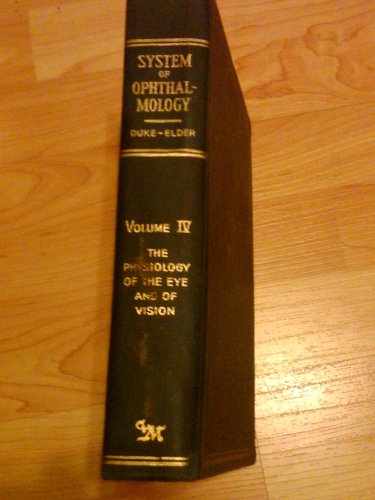 SYSTEM
OF
OPHTHAL-
MOLOGY
DUKE-ELDER
VOLUME IV
THE
PHYSIOLOGY
OF THE EYE
AND OF
VISION